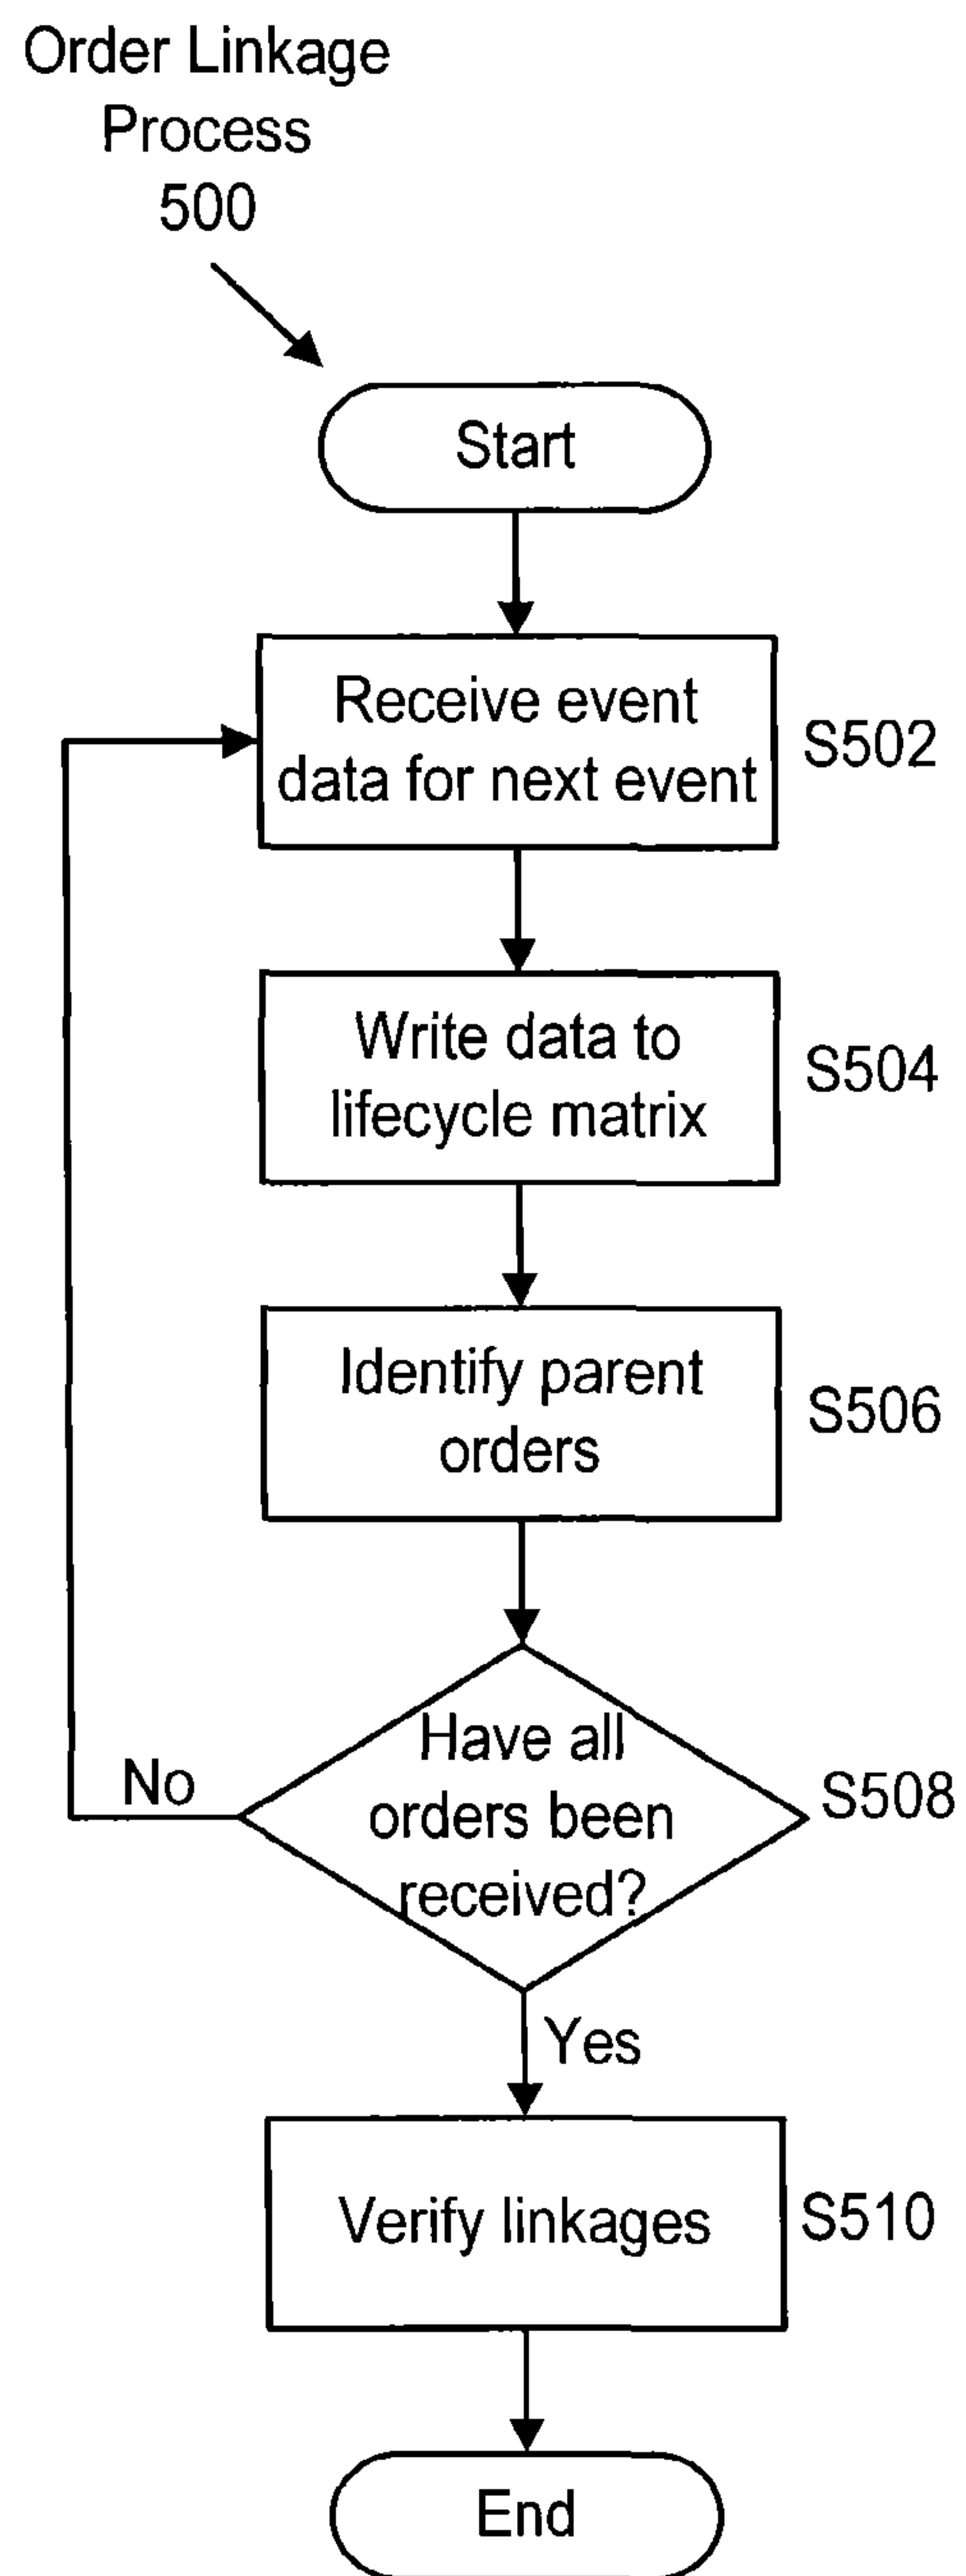 Order Linkage
Process
500
Start
Receive event
data for next event
S502
Write data to
lifecycle matrix
S504
Identify parent
orders
S506
Have all
orders been
received?
S508
No
Yes
Verify linkages
S510
End